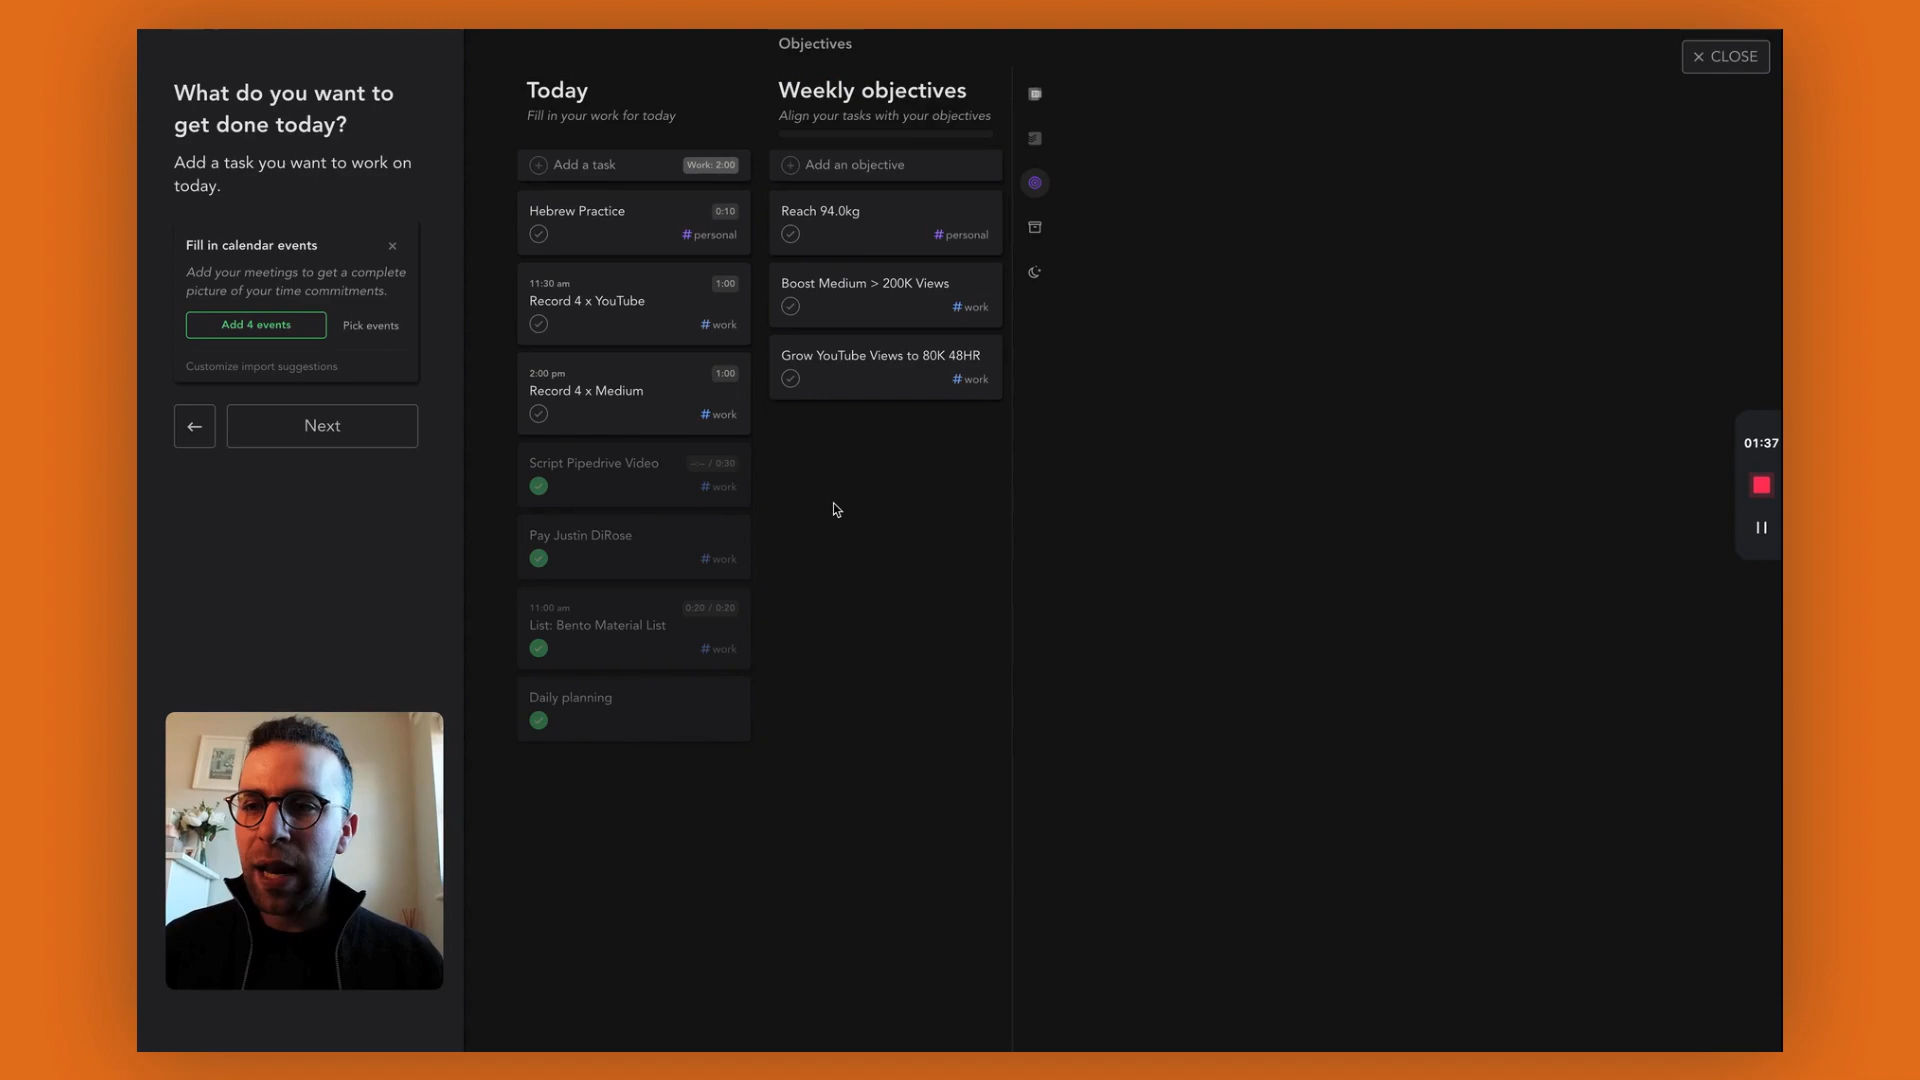 What do you want to
get done today?
Add a task you want to work on
today.
Fill in calendar events
Add your meetings to get a complete
picture of your time commitments.
Add 4 events
Pick events
Customize import suggestions
Next
Today
Fill in your work for today
Add a task
Work: 2:00
Hebrew Practice
0:10
# personal
11:30 am
1:00
Record 4 x YouTube
# work
2:00 pm
1:00
Record 4 x Medium
# work
Script Pipedrive Video
--:-- / 0:30
# work
Pay Justin DiRose
# work
11:00 am
0:20 / 0:20
List: Bento Material List
# work
Daily planning
Objectives
Weekly objectives
Align your tasks with your objectives
Add an objective
Reach 94.0kg
# personal
Boost Medium > 200K Views
# work
Grow YouTube Views to 80K 48HR
# work
CLOSE
01:37